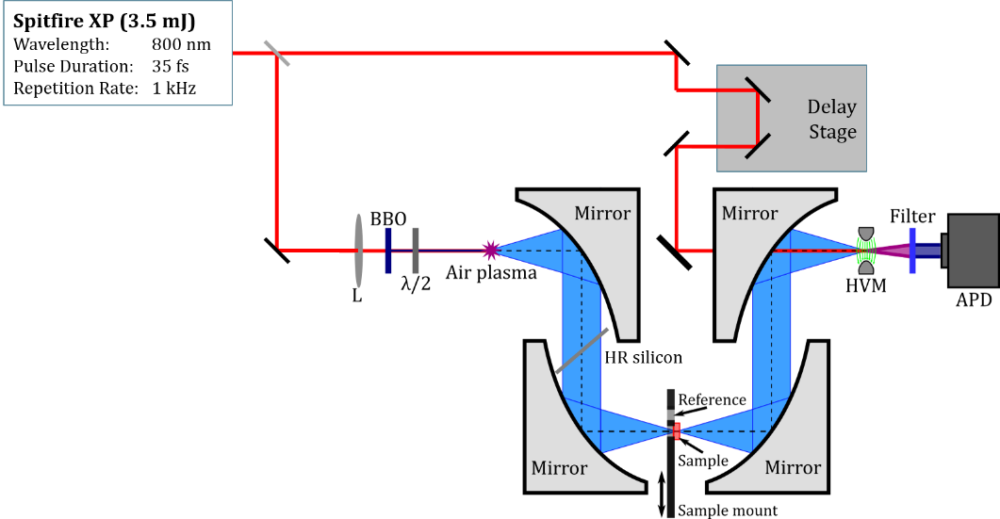 Spitfire XP (3.5 mJ)
Wavelength: 800 nm
Pulse Duration: 35 fs
Repetition Rate: 1 kHz
Delay
Stage
Mirror
Mirror
Filter
BBO
λ/2
L
Air plasma
HVM
APD
HR silicon
Reference
Sample
Mirror
Mirror
Sample mount